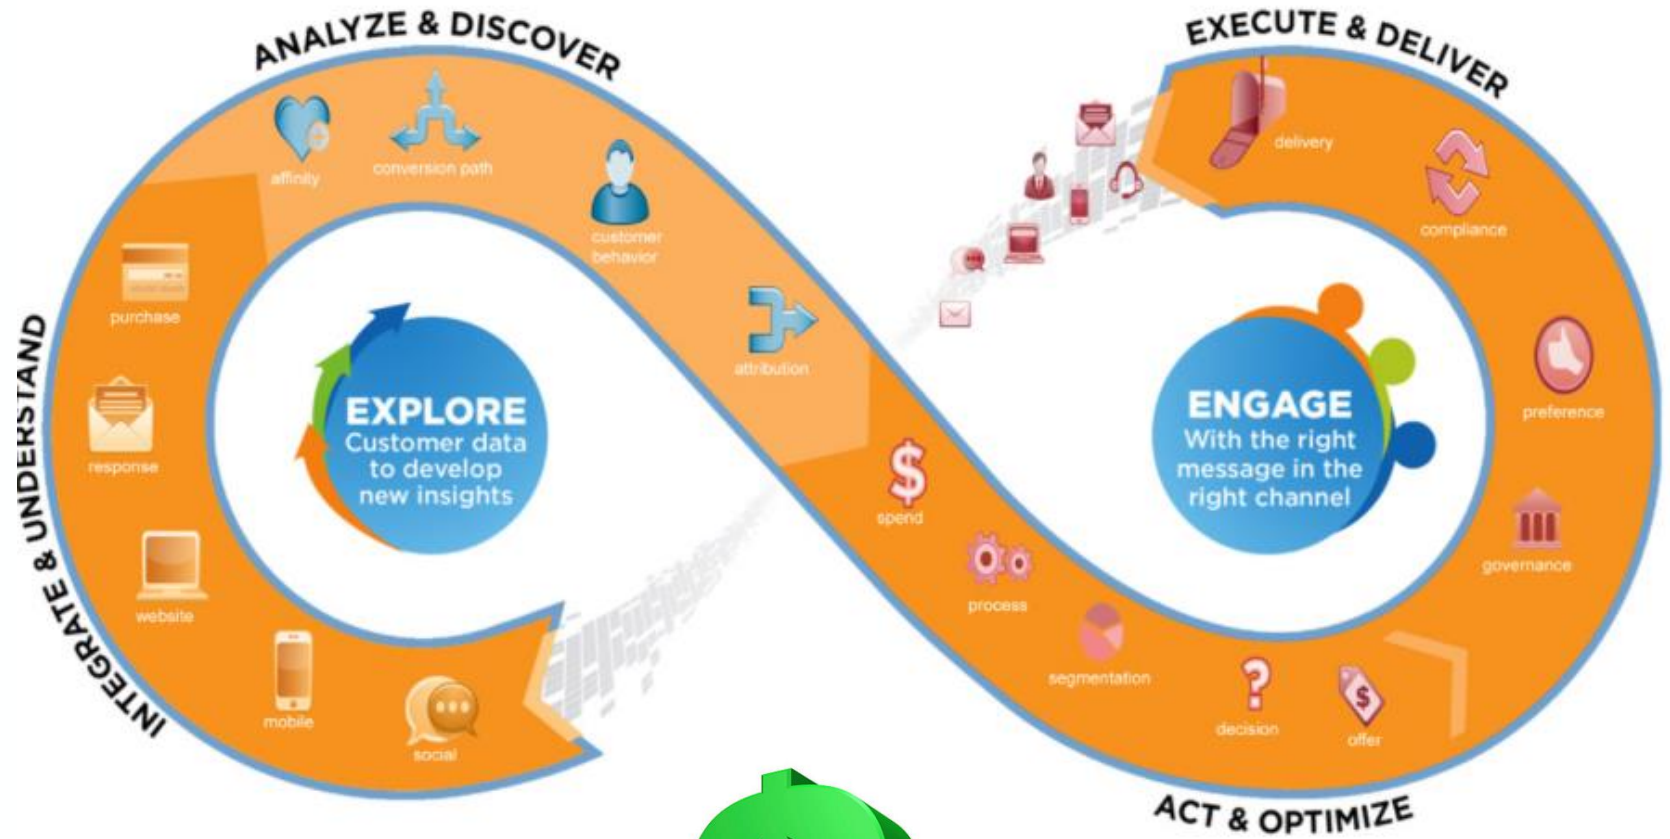 ANALYZE & DISCOVER
affinity
conversion path
customer
behavior
attribution
INTEGRATE & UNDERSTAND
purchase
response
website
mobile
social
EXPLORE
Customer data
to develop
new insights
EXECUTE & DELIVER
delivery
compliance
preference
governance
ENGAGE
With the right
message in the
right channel
$
spend
process
segmentation
?
decision
$
offer
ACT & OPTIMIZE